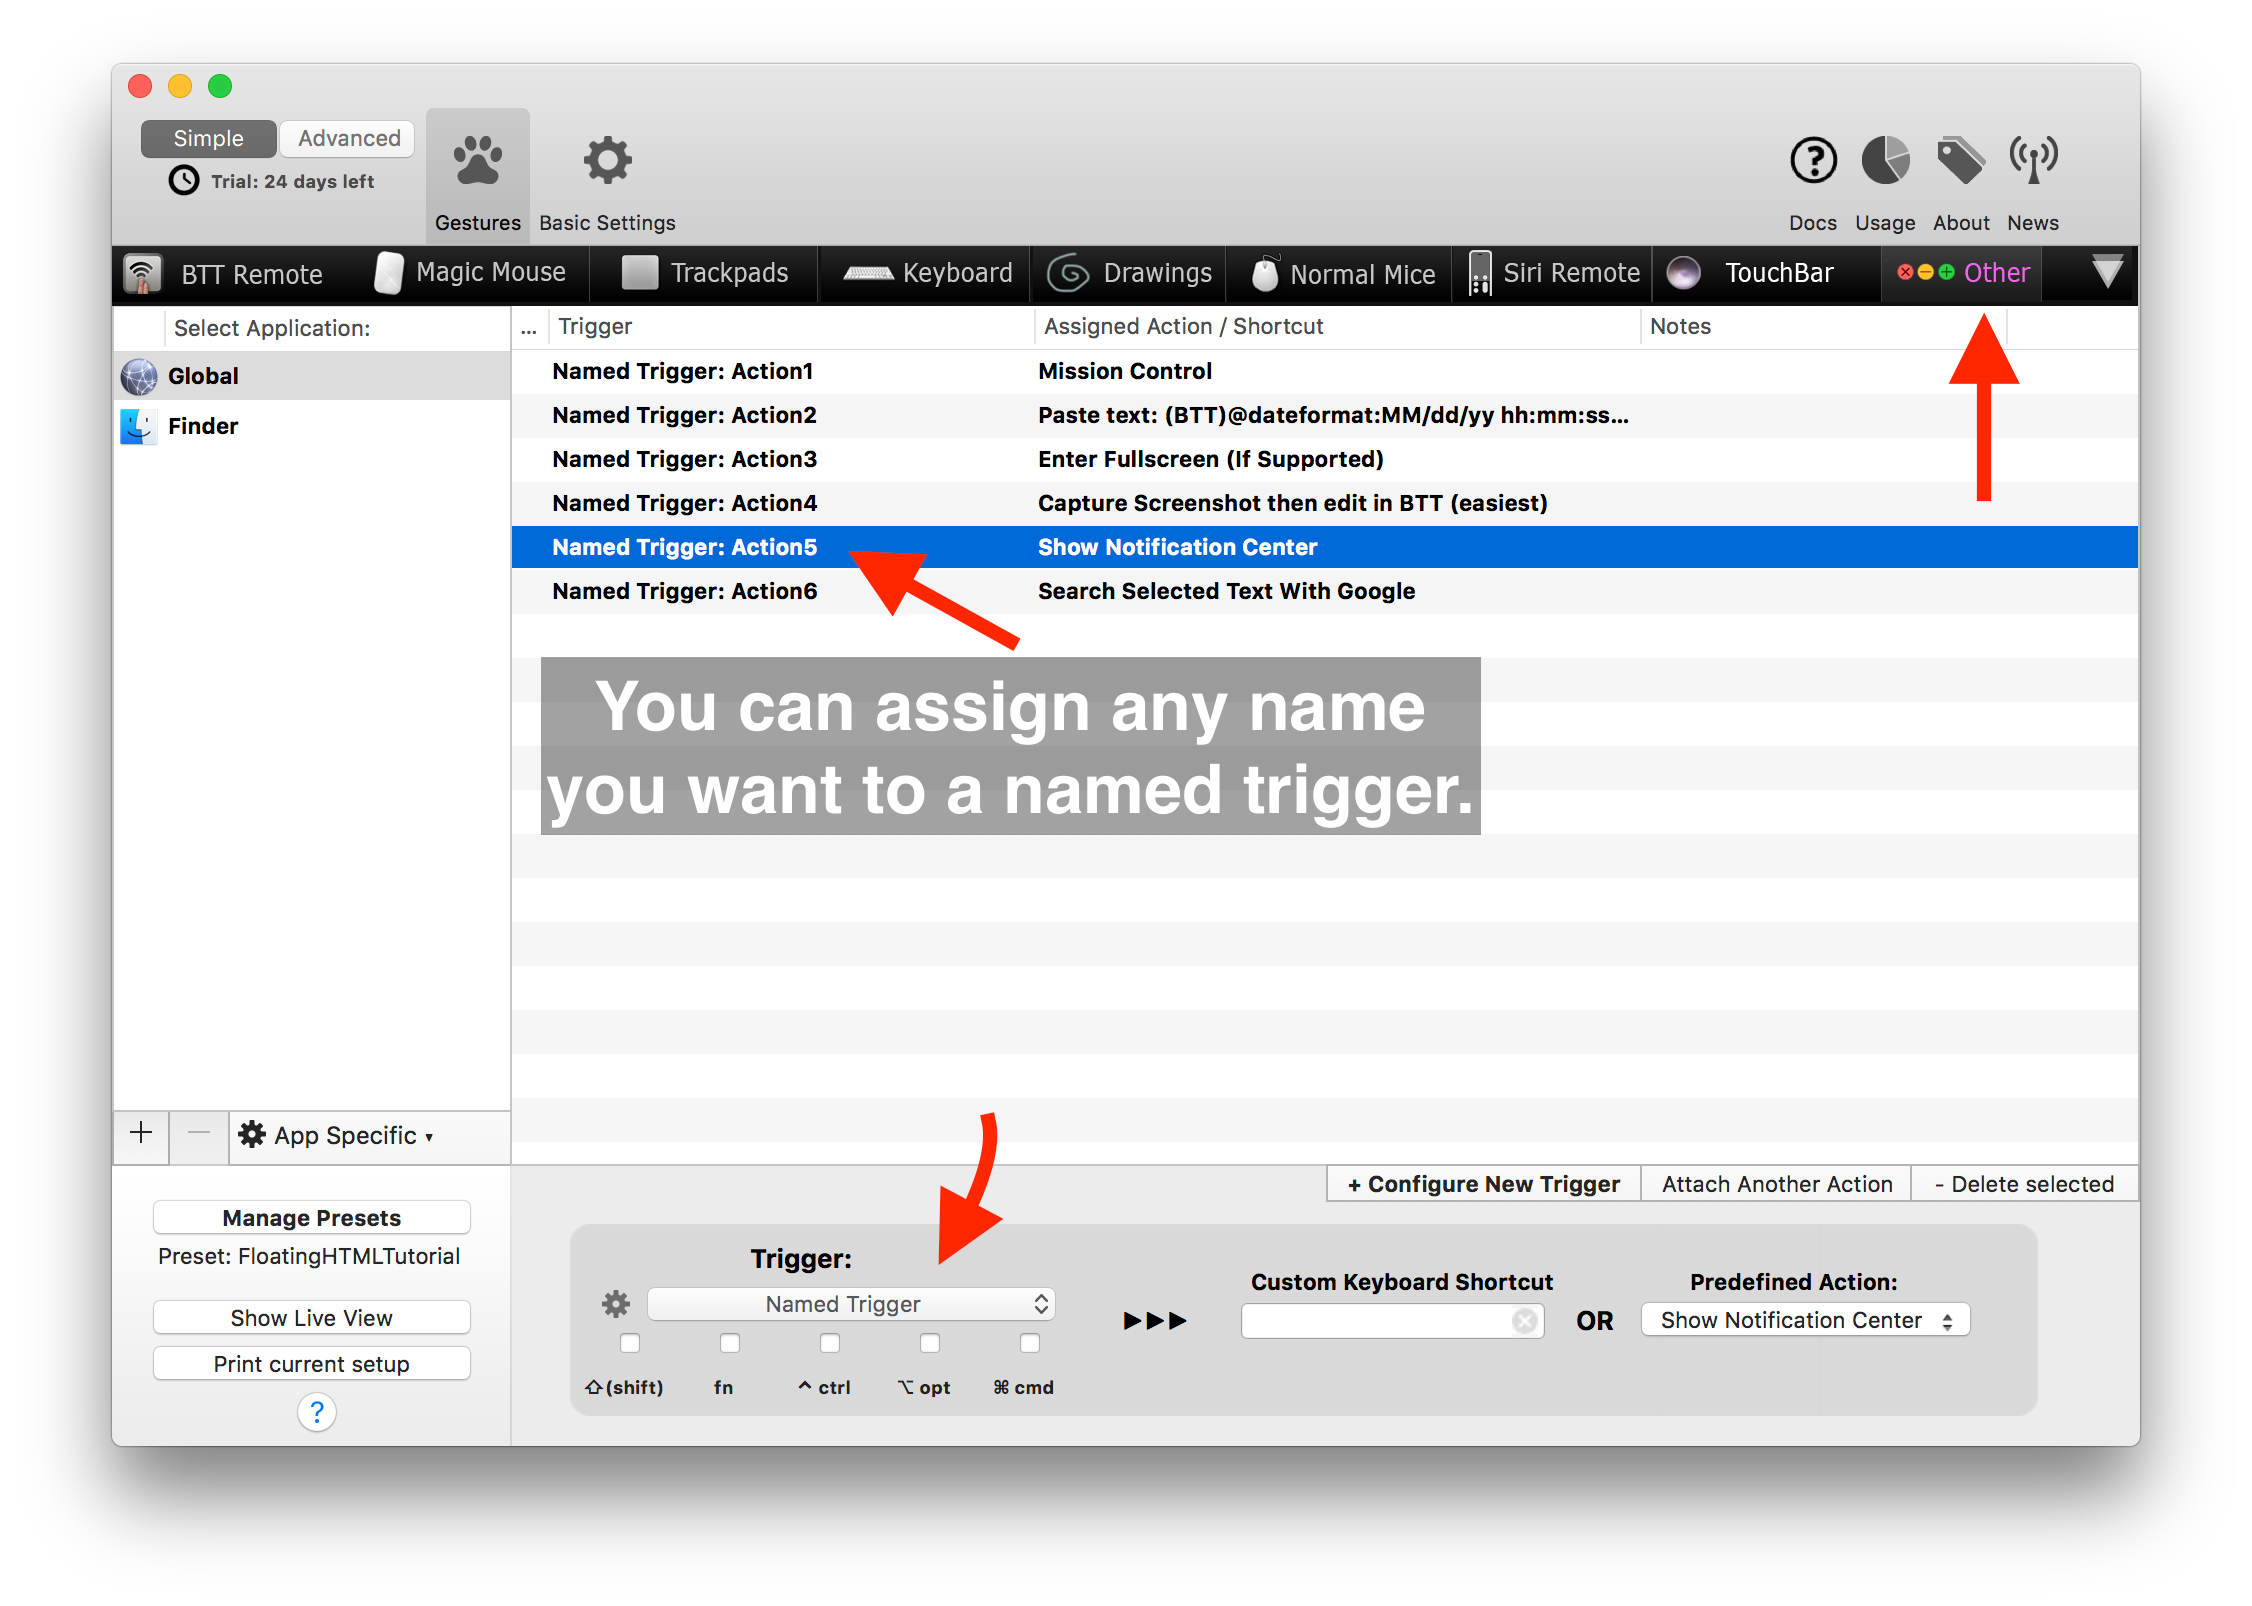 Simple Advanced
Trial: 24 days left
Gestures Basic Settings
Docs Usage About News
BTT Remote Magic Mouse Trackpads Keyboard Drawings Normal Mice Siri Remote TouchBar Other
Select Application:
Global
Finder
... Trigger Assigned Action / Shortcut Notes
Named Trigger: Action1 Mission Control
Named Trigger: Action2 Paste text: (BTT)@dateformat:MM/dd/yy hh:mm:ss...
Named Trigger: Action3 Enter Fullscreen (If Supported)
Named Trigger: Action4 Capture Screenshot then edit in BTT (easiest)
Named Trigger: Action5 Show Notification Center
Named Trigger: Action6 Search Selected Text With Google
You can assign any name
you want to a named trigger.
+ − App Specific ▾
+ Configure New Trigger Attach Another Action - Delete selected
Manage Presets
Preset: FloatingHTMLTutorial
Show Live View
Print current setup
?
Trigger:
Named Trigger
⇧(shift) fn ^ ctrl ⌥ opt ⌘ cmd
▶▶▶
Custom Keyboard Shortcut
OR
Predefined Action:
Show Notification Center